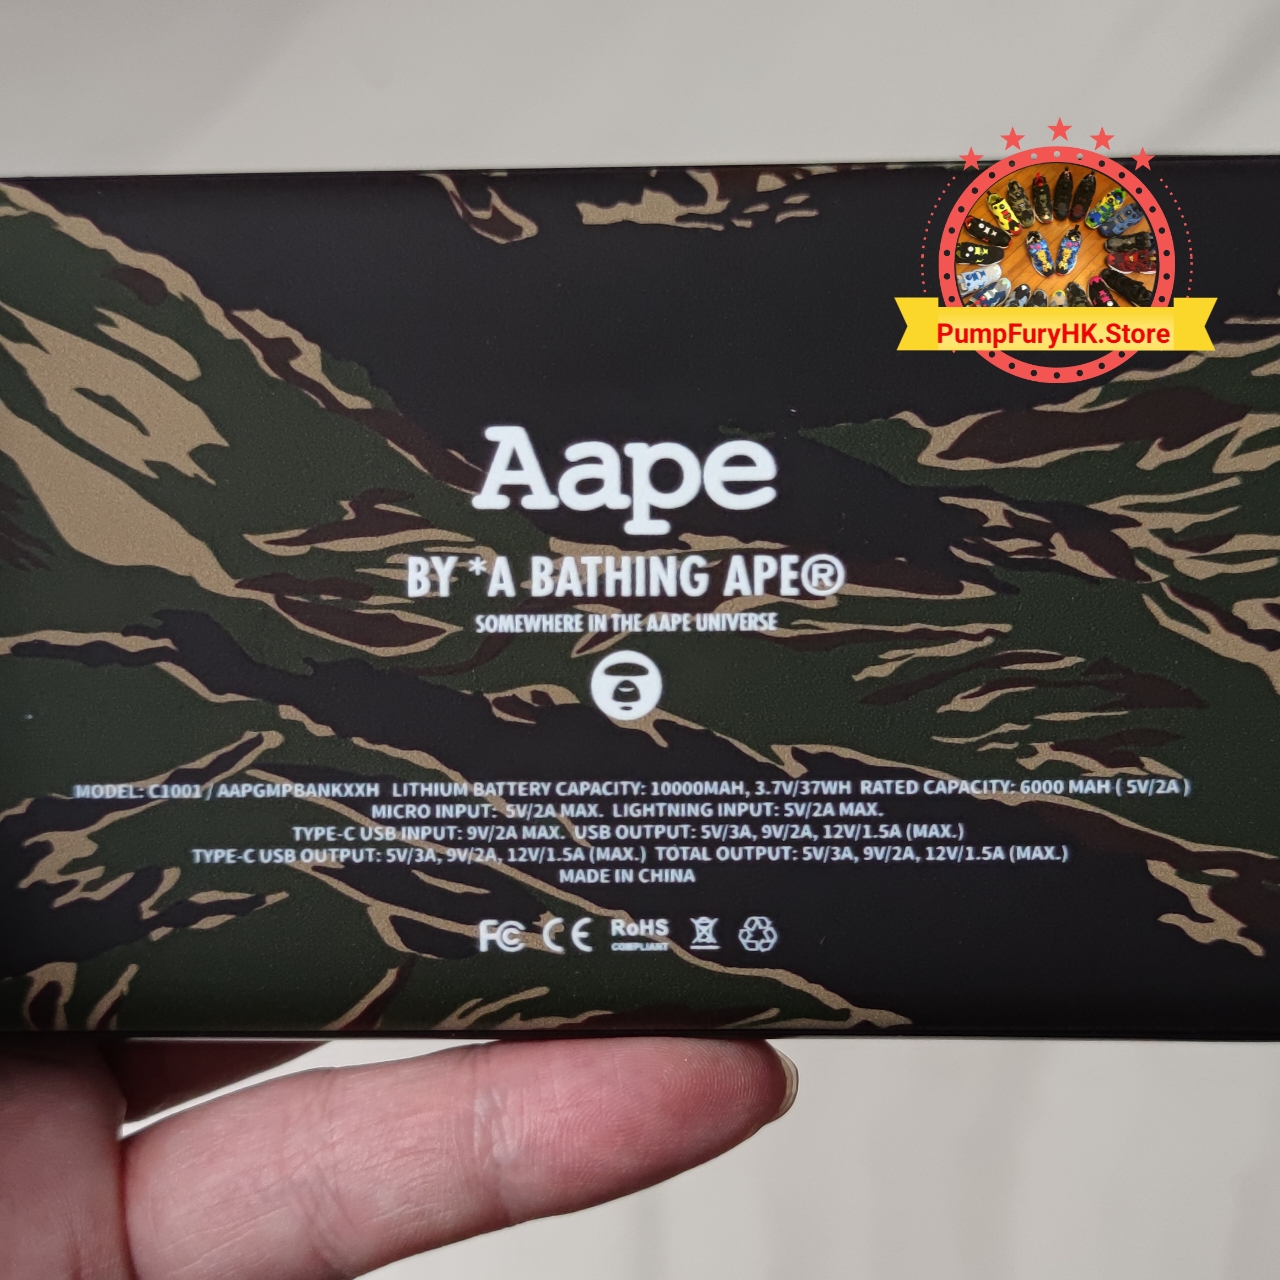 PumpFuryHK.Store
Aape
BY *A BATHING APE®
SOMEWHERE IN THE AAPE UNIVERSE
MODEL: C1001 / AAPGMPBANKXXH LITHIUM BATTERY CAPACITY: 10000MAH, 3.7V/37WH RATED CAPACITY: 6000 MAH ( 5V/2A )
MICRO INPUT: 5V/2A MAX. LIGHTNING INPUT: 5V/2A MAX.
TYPE-C USB INPUT: 9V/2A MAX. USB OUTPUT: 5V/3A, 9V/2A, 12V/1.5A (MAX.)
TYPE-C USB OUTPUT: 5V/3A, 9V/2A, 12V/1.5A (MAX.) TOTAL OUTPUT: 5V/3A, 9V/2A, 12V/1.5A (MAX.)
MADE IN CHINA
FC CE RoHS
COMPLIANT